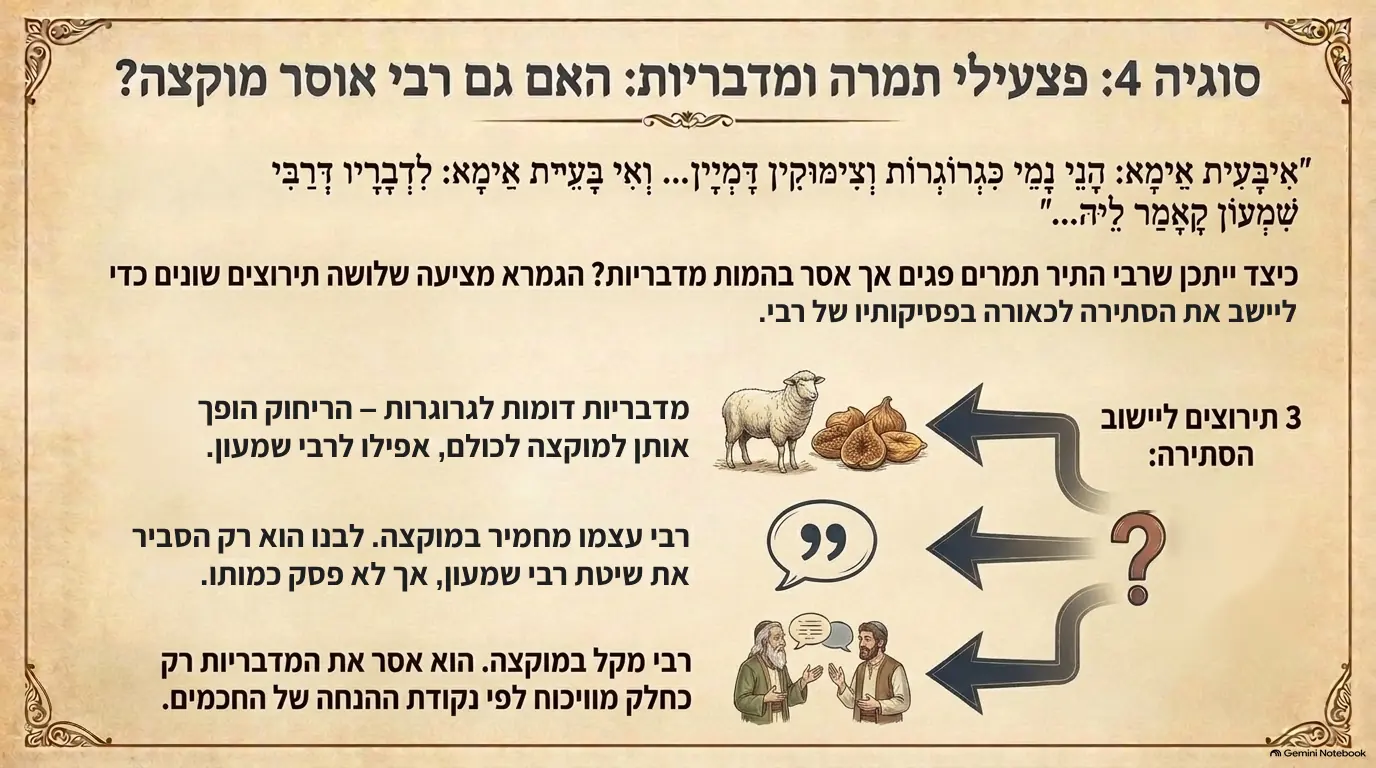 סוגיה 4: פצעילי תמרה ומדבריות: האם גם רבי אוסר מוקצה?
"אִיבָּעֵית אֵימָא: הָנֵי נָמֵי כִּגְרוֹגְרוֹת וְצִימּוּקִין דָּמְיָין... וְאִי בָּעֵיית אַימָא: לִדְבָרָיו דְּרַבִּי
שִׁמְעוֹן קָאָמַר לֵיהּ..."
כיצד ייתכן שרבי התיר תמרים פגים אך אסר בהמות מדבריות? הגמרא מציעה שלושה תירוצים שונים כדי
ליישב את הסתירה לכאורה בפסיקותיו של רבי.
3 תירוצים ליישוב
הסתירה:
מדבריות דומות לגרוגרות – הריחוק הופך
אותן למוקצה לכולם, אפילו לרבי שמעון.
רבי עצמו מחמיר במוקצה. לבנו הוא רק הסביר
את שיטת רבי שמעון, אך לא פסק כמותו.
רבי מקל במוקצה. הוא אסר את המדבריות רק
כחלק מוויכוח לפי נקודת ההנחה של החכמים.
Gemini Notebook